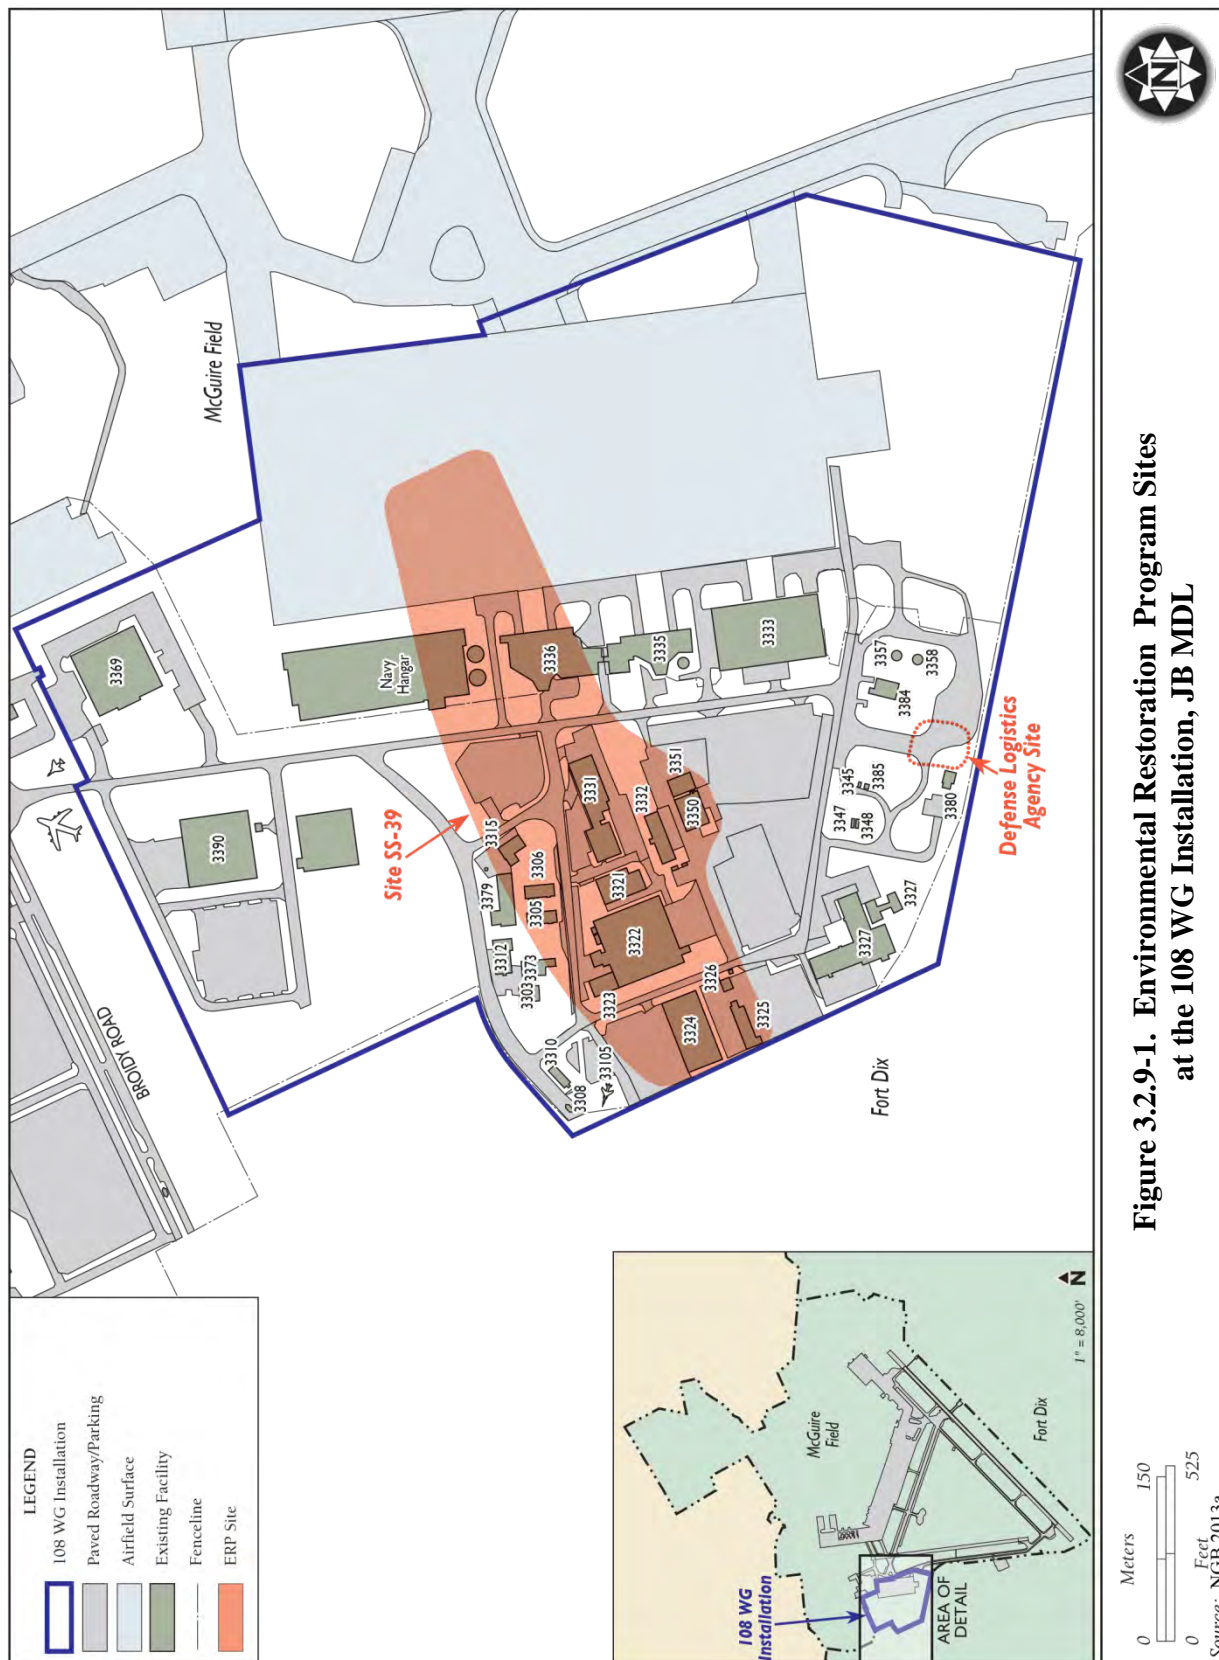 LEGEND
108 WG Installation
Paved Roadway/Parking
Airfield Surface
Existing Facility
Fenceline
ERP Site
BROIDY ROAD
McGuire Field
3369
3390
Navy
Hangar
Site SS-39
3315
3379
3306
3305
3312
3373
3303
3310
3308
33105
3336
3335
3333
3331
3332
3351
3350
3321
3322
3323
3324
3326
3325
3357
3358
3384
3345
3385
3347
3348
3380
3327
3327
Defense Logistics
Agency Site
Fort Dix
108 WG
Installation
AREA OF
DETAIL
McGuire
Field
Fort Dix
1" = 8,000'
N
N
Meters
0 150
0 525
Feet
Source: NGB 2013a
Figure 3.2.9-1. Environmental Restoration Program Sites
at the 108 WG Installation, JB MDL